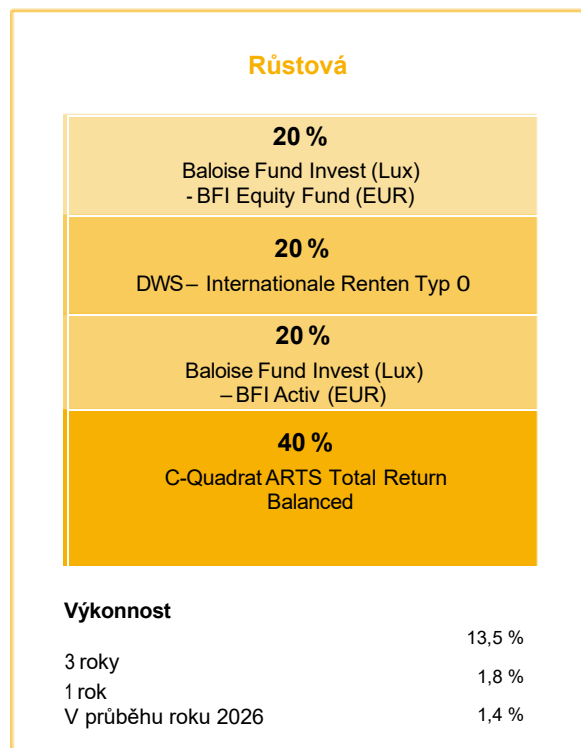 Růstová
20 %
Baloise Fund Invest (Lux)
- BFI Equity Fund (EUR)
20 %
DWS – Internationale Renten Typ O
20 %
Baloise Fund Invest (Lux)
– BFI Activ (EUR)
40 %
C-Quadrat ARTS Total Return
Balanced
Výkonnost
13,5 %
3 roky
1,8 %
1 rok
V průběhu roku 2026 1,4 %